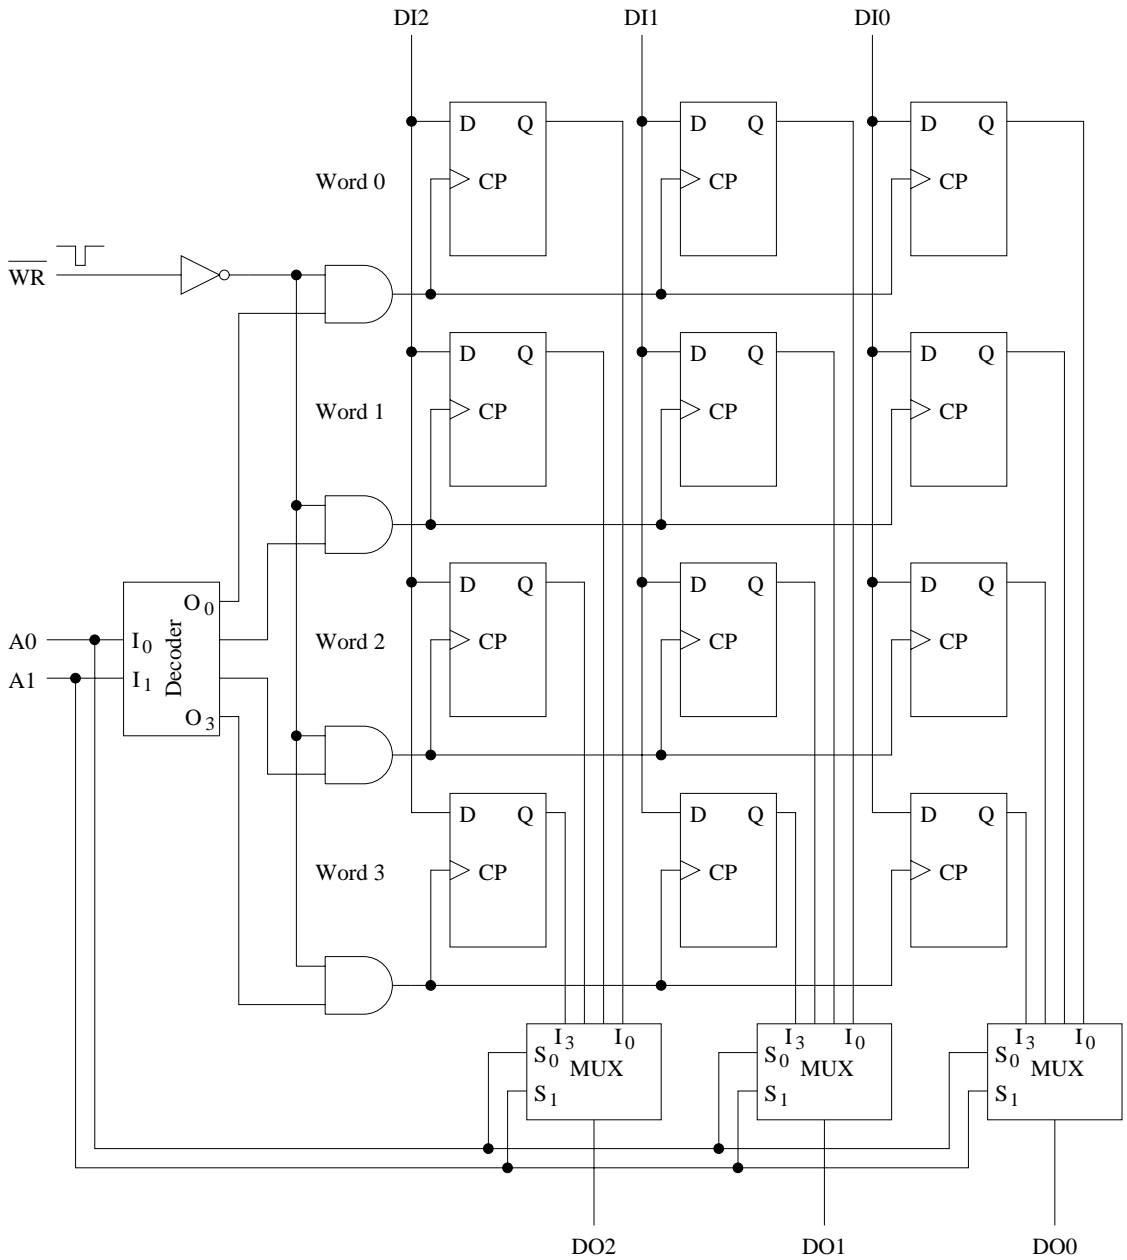 DI2 DI1 DI0
D Q D Q D Q
Word 0 CP CP CP
WR
D Q D Q D Q
Word 1 CP CP CP
D Q D Q D Q
O0
A0 I0 Decoder Word 2 CP CP CP
A1 I1
O3
D Q D Q D Q
Word 3 CP CP CP
I3 I0 I3 I0 I3 I0
S0 MUX S0 MUX S0 MUX
S1 S1 S1
DO2 DO1 DO0